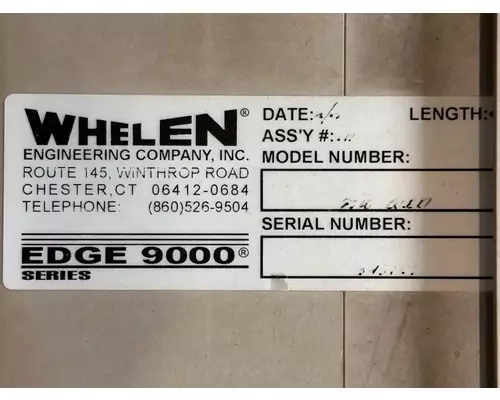 WHELEN®
ENGINEERING COMPANY, INC.
ROUTE 145, WINTHROP ROAD
CHESTER,CT 06412-0684
TELEPHONE: (860)526-9504
EDGE 9000®
SERIES
DATE: LENGTH:
ASS'Y #:
MODEL NUMBER:
SERIAL NUMBER: